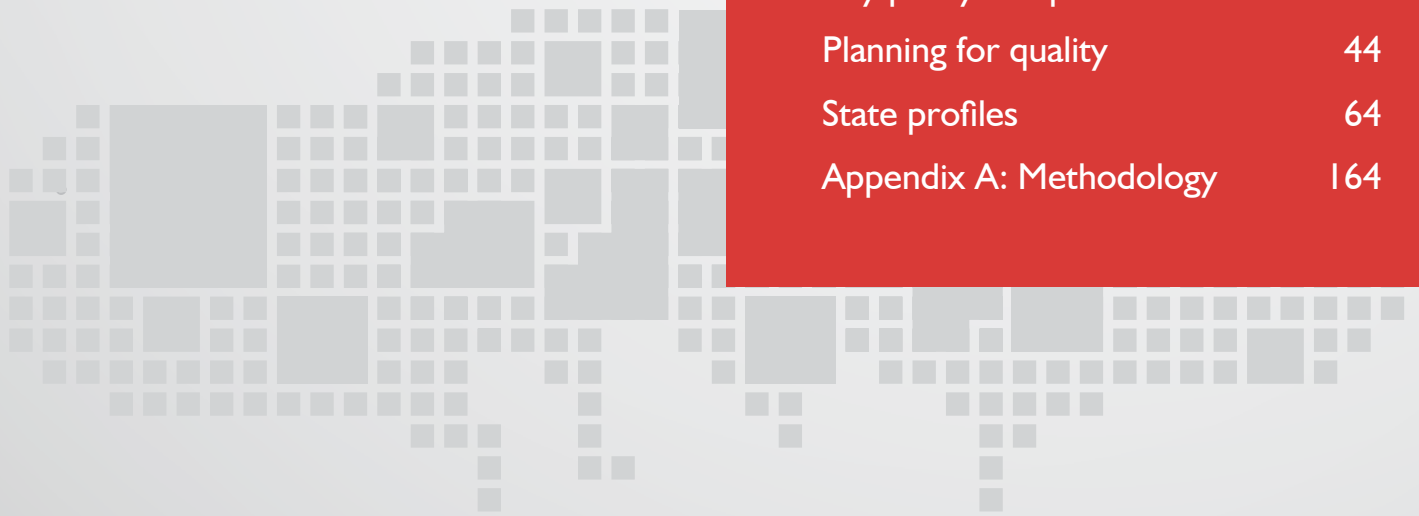 Planning for quality 44
State profiles 64
Appendix A: Methodology 164